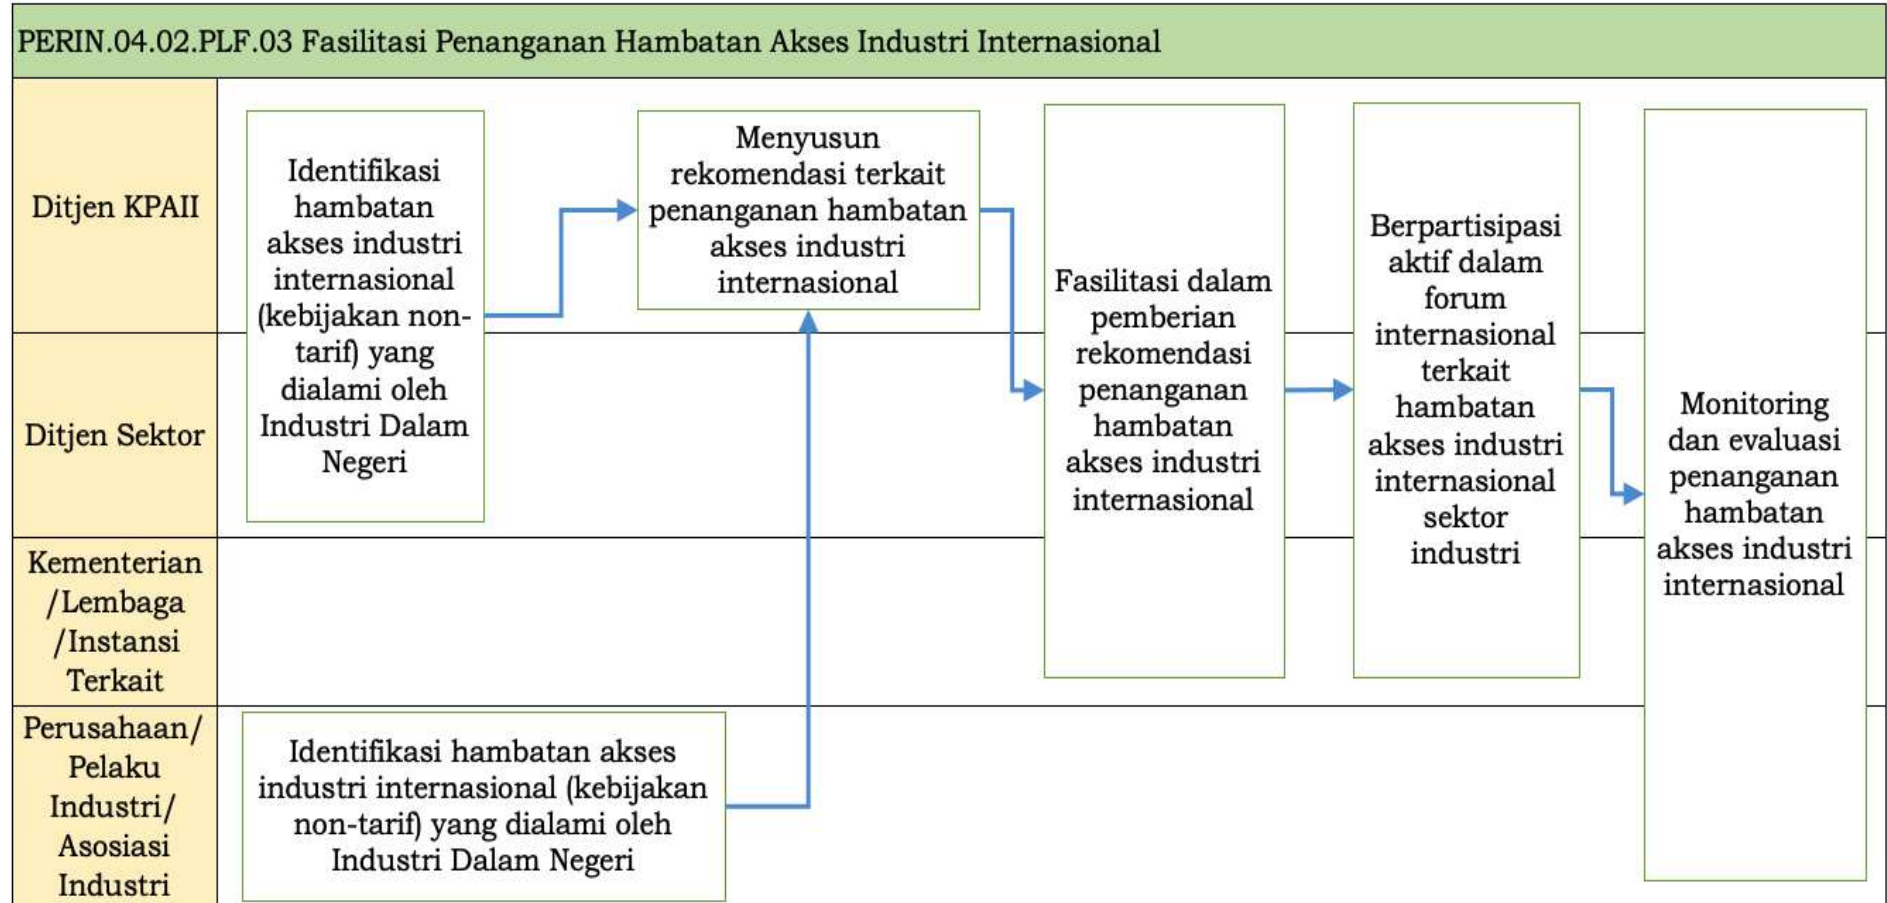 PERIN.04.02.PLF.03 Fasilitasi Penanganan Hambatan Akses Industri Internasional
Ditjen KPAII
Identifikasi
hambatan
akses industri
internasional
(kebijakan non-
tarif) yang
dialami oleh
Industri Dalam
Negeri
Menyusun
rekomendasi terkait
penanganan hambatan
akses industri
internasional
Fasilitasi dalam
pemberian
rekomendasi
penanganan
hambatan
akses industri
internasional
Berpartisipasi
aktif dalam
forum
internasional
terkait
hambatan
akses industri
internasional
sektor
industri
Monitoring
dan evaluasi
penanganan
hambatan
akses industri
internasional
Ditjen Sektor
Kementerian
/Lembaga
/Instansi
Terkait
Perusahaan/
Pelaku
Industri/
Asosiasi
Industri
Identifikasi hambatan akses
industri internasional (kebijakan
non-tarif) yang dialami oleh
Industri Dalam Negeri